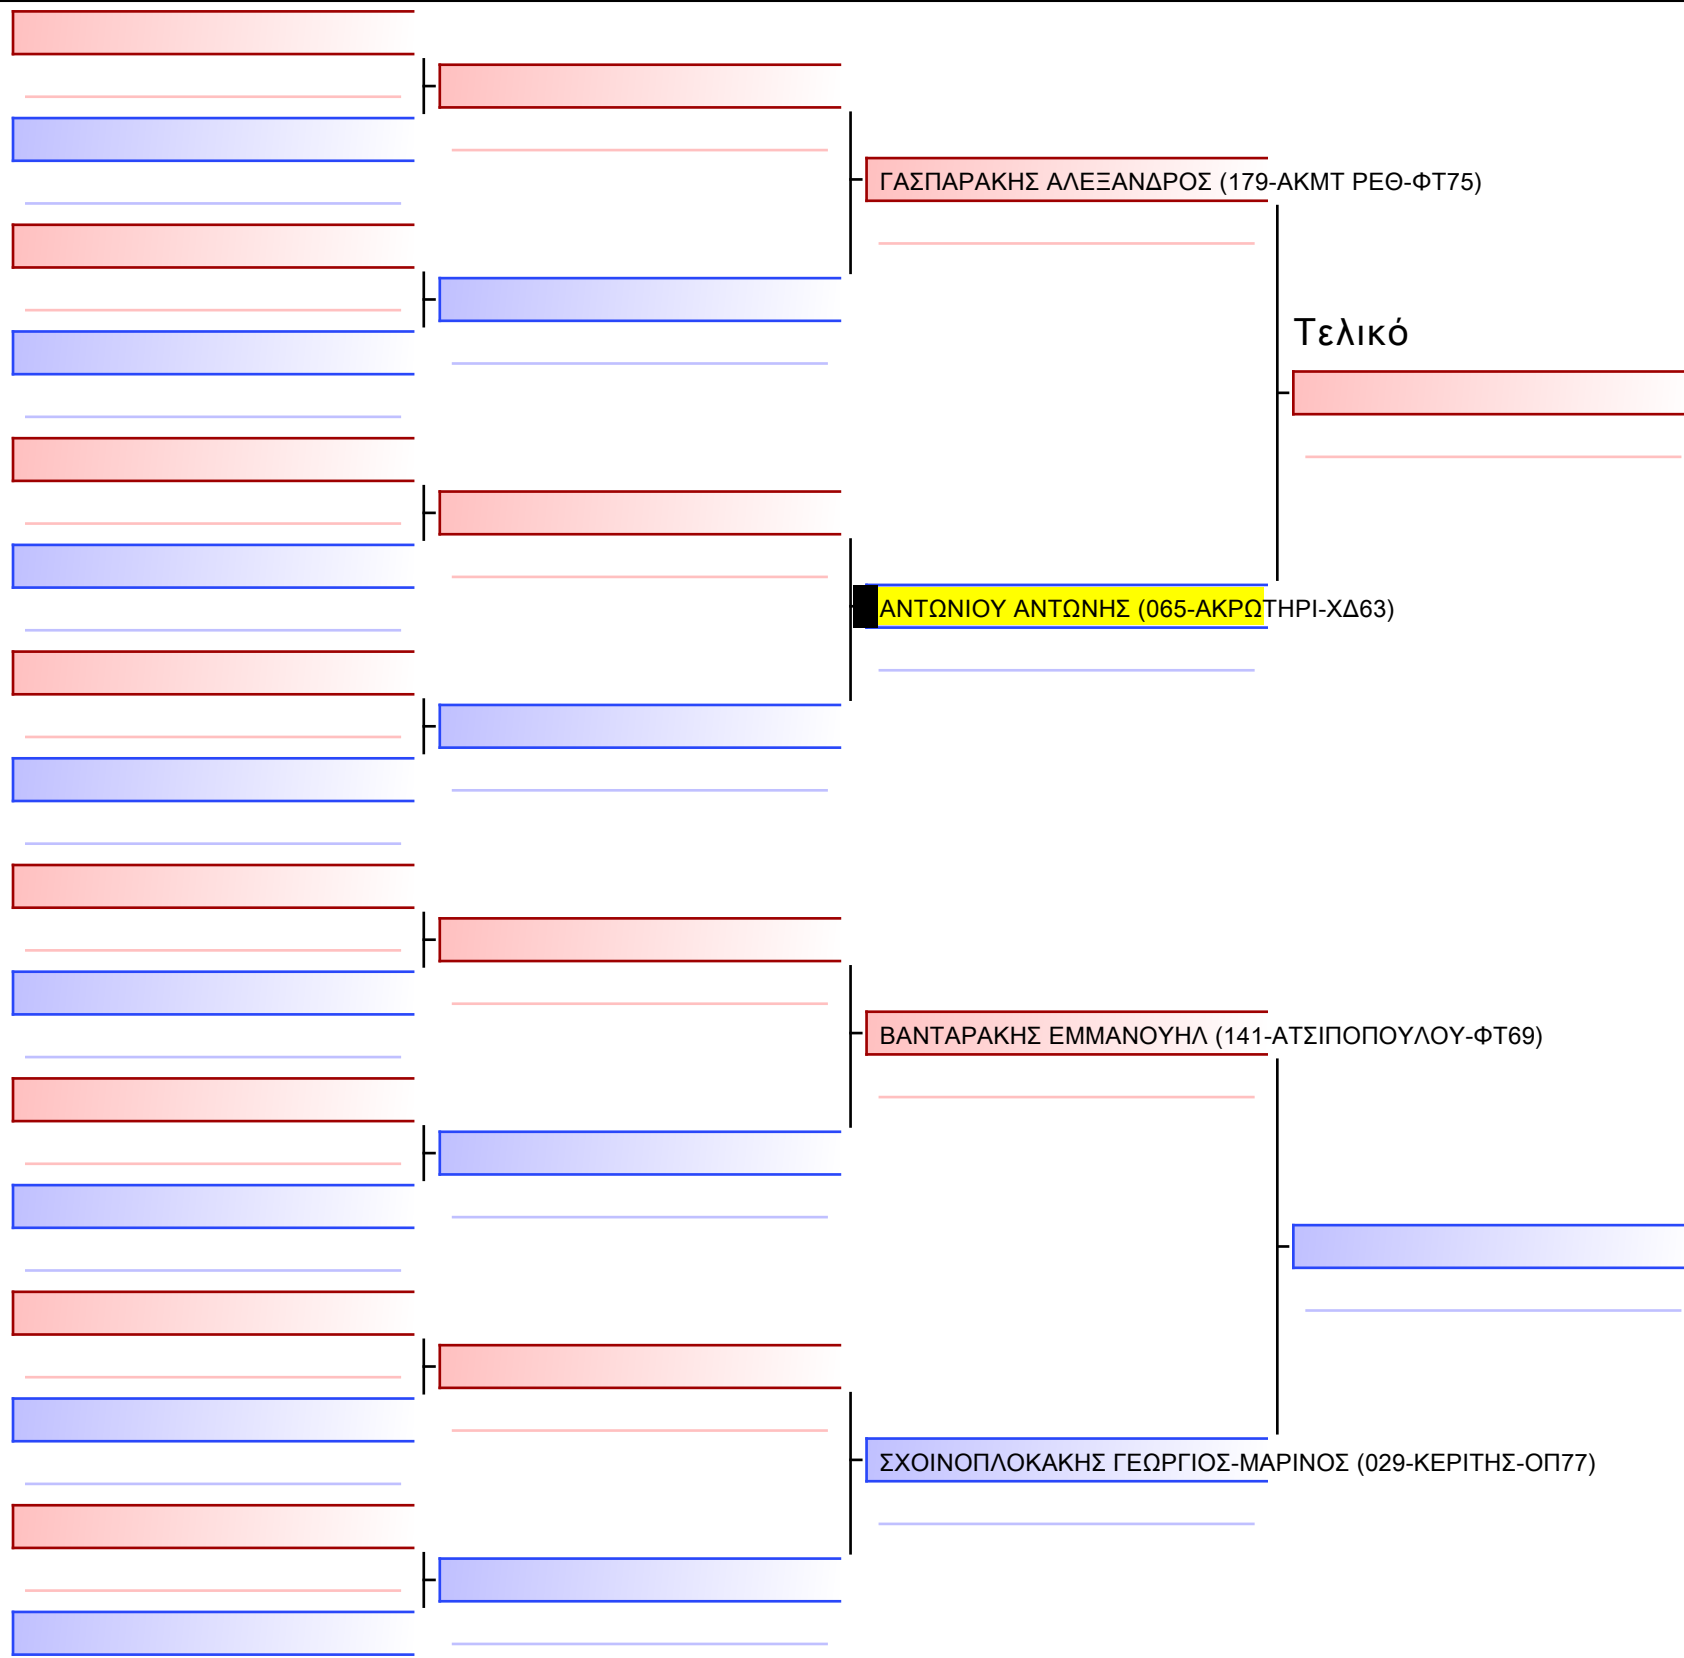 ΓΑΣΠΑΡΑΚΗΣ ΑΛΕΞΑΝΔΡΟΣ (179-ΑΚΜΤ ΡΕΘ-ΦΤ75)
Τελικό
ΑΝΤΩΝΙΟΥ ΑΝΤΩΝΗΣ (065-ΑΚΡΩΤΗΡΙ-ΧΔ63)
ΒΑΝΤΑΡΑΚΗΣ ΕΜΜΑΝΟΥΗΛ (141-ΑΤΣΙΠΟΠΟΥΛΟΥ-ΦΤ69)
ΣΧΟΙΝΟΠΛΟΚΑΚΗΣ ΓΕΩΡΓΙΟΣ-ΜΑΡΙΝΟΣ (029-ΚΕΡΙΤΗΣ-ΟΠ77)